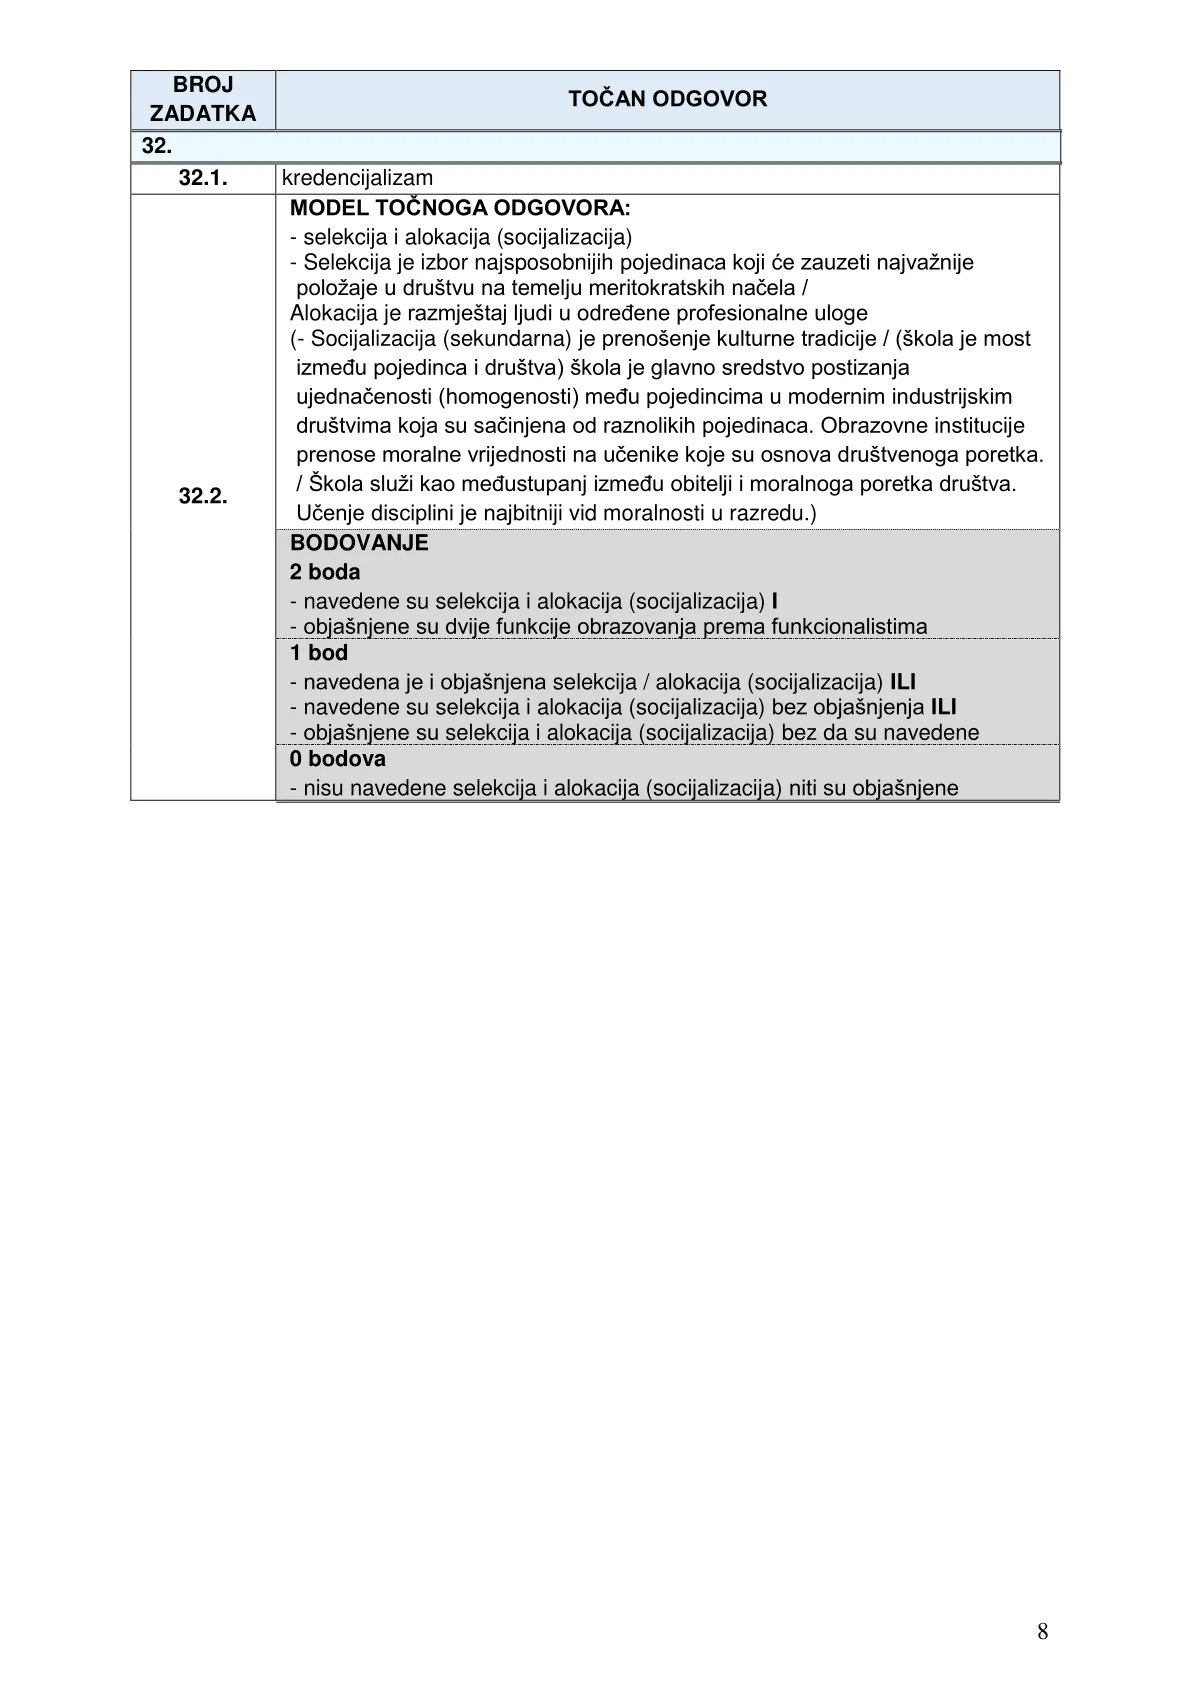 BROJ
ZADATKA
TOČAN ODGOVOR
32.
32.1.
kredencijalizam
32.2.
MODEL TOČNOGA ODGOVORA:
- selekcija i alokacija (socijalizacija)
- Selekcija je izbor najsposobnijih pojedinaca koji će zauzeti najvažnije
položaje u društvu na temelju meritokratskih načela /
Alokacija je razmještaj ljudi u određene profesionalne uloge
(- Socijalizacija (sekundarna) je prenošenje kulturne tradicije / (škola je most
između pojedinca i društva) škola je glavno sredstvo postizanja
ujednačenosti (homogenosti) među pojedincima u modernim industrijskim
društvima koja su sačinjena od raznolikih pojedinaca. Obrazovne institucije
prenose moralne vrijednosti na učenike koje su osnova društvenoga poretka.
/ Škola služi kao međustupanj između obitelji i moralnoga poretka društva.
Učenje disciplini je najbitniji vid moralnosti u razredu.)
BODOVANJE
2 boda
- navedene su selekcija i alokacija (socijalizacija) I
- objašnjene su dvije funkcije obrazovanja prema funkcionalistima
1 bod
- navedena je i objašnjena selekcija / alokacija (socijalizacija) ILI
- navedene su selekcija i alokacija (socijalizacija) bez objašnjenja ILI
- objašnjene su selekcija i alokacija (socijalizacija) bez da su navedene
0 bodova
- nisu navedene selekcija i alokacija (socijalizacija) niti su objašnjene
8